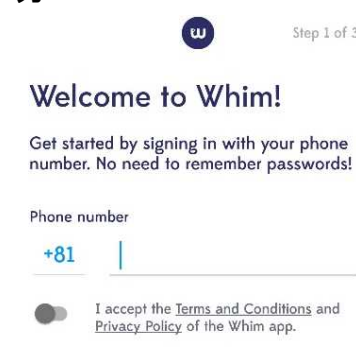 w
Step 1 of 3
Welcome to Whim!
Get started by signing in with your phone
number. No need to remember passwords!
Phone number
+81
I accept the Terms and Conditions and
Privacy Policy of the Whim app.